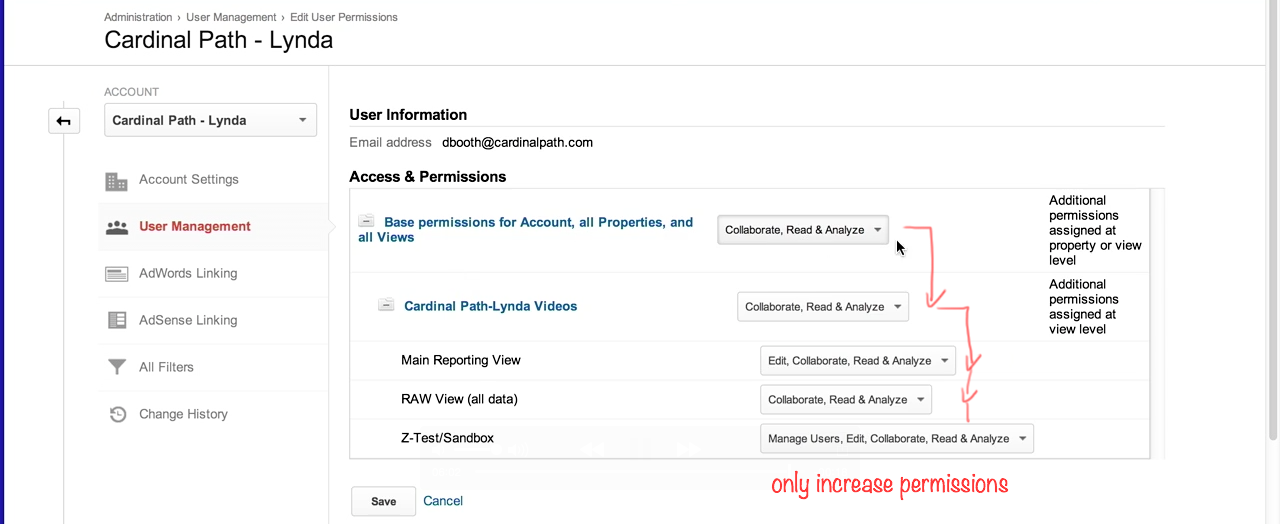 Administration › User Management › Edit User Permissions
Cardinal Path - Lynda
ACCOUNT
Cardinal Path - Lynda
Account Settings
User Management
AdWords Linking
AdSense Linking
All Filters
Change History
User Information
Email address dbooth@cardinalpath.com
Access & Permissions
Base permissions for Account, all Properties, and
all Views
Collaborate, Read & Analyze
Additional
permissions
assigned at
property or view
level
Cardinal Path-Lynda Videos
Collaborate, Read & Analyze
Additional
permissions
assigned at
view level
Main Reporting View
Edit, Collaborate, Read & Analyze
RAW View (all data)
Collaborate, Read & Analyze
Z-Test/Sandbox
Manage Users, Edit, Collaborate, Read & Analyze
only increase permissions
Save
Cancel